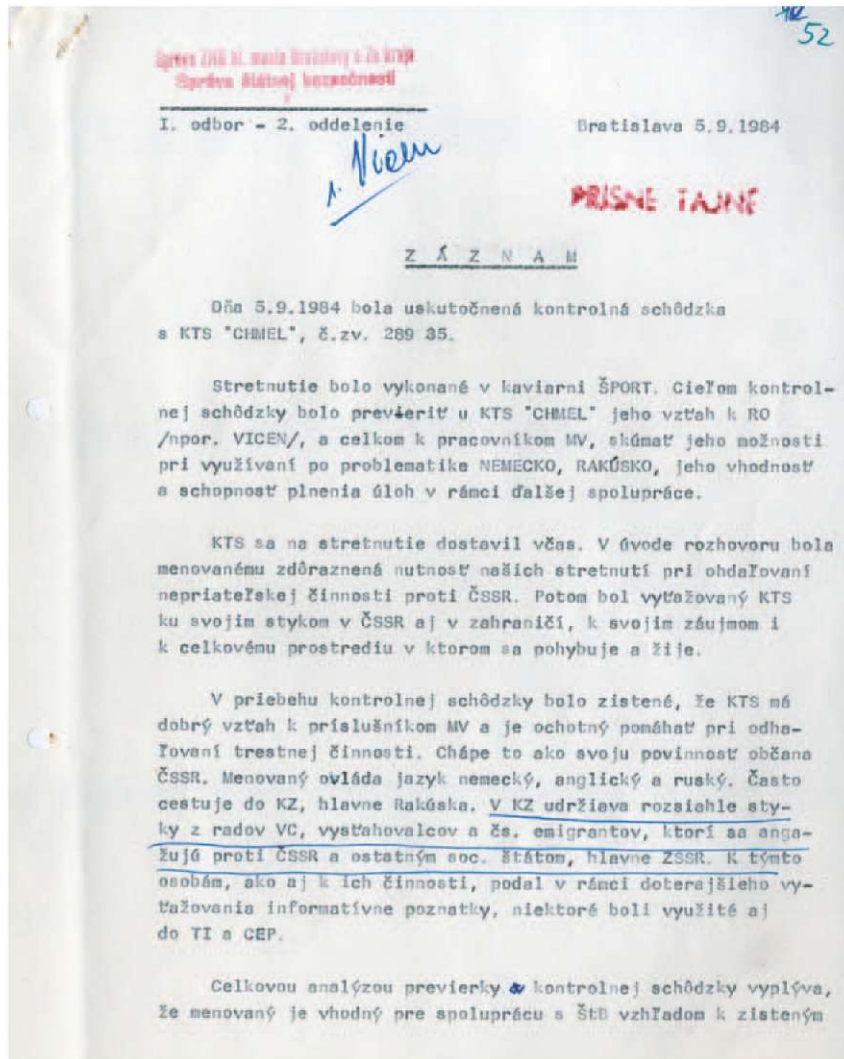 52
Správa ZNB hl. mesta Bratislavy a Zs kraja
Správa štátnej bezpečnosti
I. odbor - 2. oddelenie Bratislava 5.9.1984
PRÍSNE TAJNÉ
Z Á Z N A M
Dňa 5.9.1984 bola uskutočnená kontrolná schôdzka
s KTS "CHMEL", č.zv. 289 35.
Stretnutie bolo vykonané v kaviarni ŠPORT. Cieľom kontrol-
nej schôdzky bolo previeriť u KTS "CHMEL" jeho vzťah k RO
/npor. VICEN/, a celkom k pracovníkom MV, skúmať jeho možnosti
pri využívaní po problematike NEMECKO, RAKÚSKO, jeho vhodnosť
a schopnosť plnenia úloh v rámci ďalšej spolupráce.
KTS sa na stretnutie dostavil včas. V úvode rozhovoru bola
menovanému zdôraznená nutnosť našich stretnutí pri ohdaľovaní
nepriateľskej činnosti proti ČSSR. Potom bol vyťažovaný KTS
ku svojim stykom v ČSSR aj v zahraničí, k svojim záujmom i
k celkovému prostrediu v ktorom sa pohybuje a žije.
V priebehu kontrolnej schôdzky bolo zistené, že KTS má
dobrý vzťah k príslušníkom MV a je ochotný pomáhať pri odha-
ľovaní trestnej činnosti. Chápe to ako svoju povinnosť občana
ČSSR. Menovaný ovláda jazyk nemecký, anglický a ruský. Často
cestuje do KZ, hlavne Rakúska. V KZ udržiava rozsiahle sty-
ky z radov VC, vysťahovalcov a čs. emigrantov, ktorí sa anga-
žujú proti ČSSR a ostatným soc. štátom, hlavne ZSSR. K týmto
osobám, ako aj k ich činnosti, podal v rámci doterajšieho vy-
ťažovania informatívne poznatky, niektoré boli využité aj
do TI a CEP.
Celkovou analýzou previerky a kontrolnej schôdzky vyplýva,
že menovaný je vhodný pre spoluprácu s ŠtB vzhľadom k zisteným